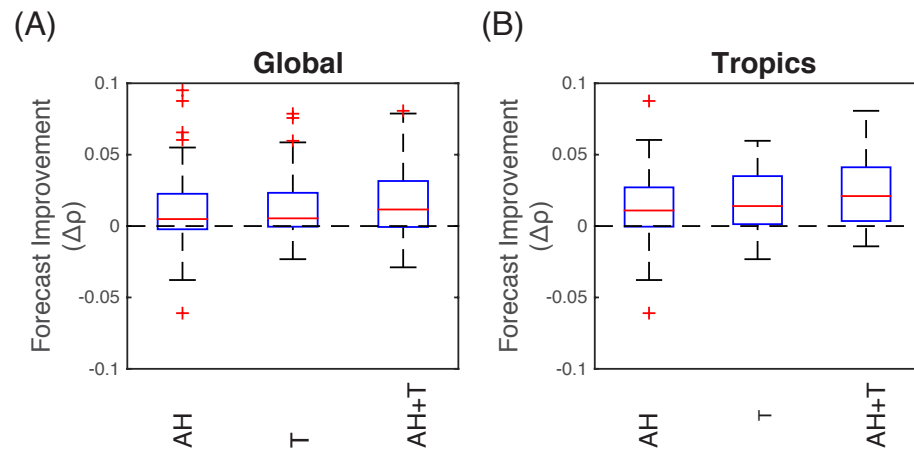 (A)
Global
Forecast Improvement
(Δρ)
0.1
0.05
0
-0.05
-0.1
AH
T
AH+T
(B)
Tropics
Forecast Improvement
(Δρ)
0.1
0.05
0
-0.05
-0.1
AH
T
AH+T